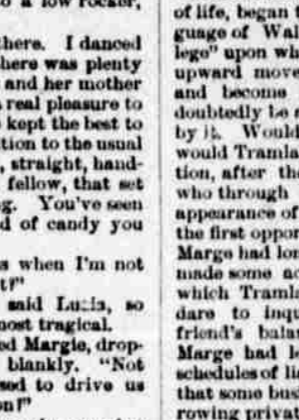 to a low rocker,
there. I danced
here was plenty
and her mother
real pleasure to
kept the best to
tion to the usual
, straight, hand-
fellow, that set
g. You've seen
d of candy you
s when I'm not
t?"
said Lucia, so
most tragical.
ed Margie, drop-
blankly. "Not
sed to drive us
on!"
of life, began
guage of Wal
lege" upon wh
upward move
and become
doubtedly be
by it. Would
would Tramla
tion, after the
who through
appearance of
the first oppor
Marge had lon
made some ac
which Tramla
dare to inqu
friend's balan
Marge had l
schedules of li
that some bus
rowing privat